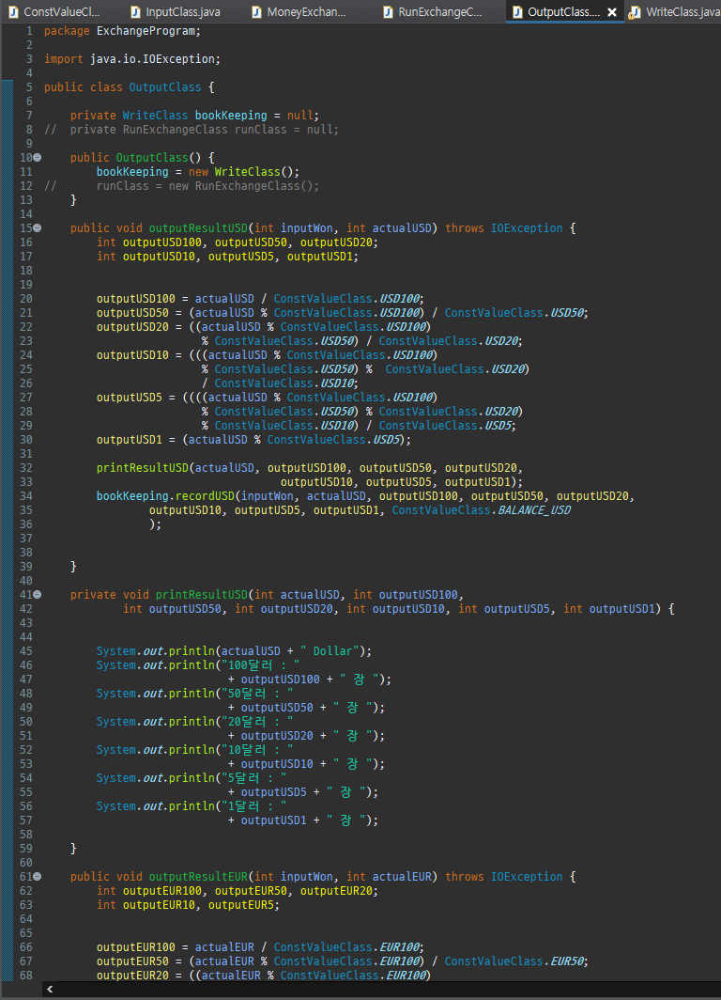 ConstValueCl... InputClass.java MoneyExchan... RunExchangeC... OutputClass.... WriteClass.java
1 package ExchangeProgram;
2
3 import java.io.IOException;
4
5 public class OutputClass {
6
7 private WriteClass bookKeeping = null;
8 // private RunExchangeClass runClass = null;
9
10 public OutputClass() {
11 bookKeeping = new WriteClass();
12 // runClass = new RunExchangeClass();
13 }
14
15 public void outputResultUSD(int inputWon, int actualUSD) throws IOException {
16 int outputUSD100, outputUSD50, outputUSD20;
17 int outputUSD10, outputUSD5, outputUSD1;
18
19
20 outputUSD100 = actualUSD / ConstValueClass.USD100;
21 outputUSD50 = (actualUSD % ConstValueClass.USD100) / ConstValueClass.USD50;
22 outputUSD20 = ((actualUSD % ConstValueClass.USD100)
23 % ConstValueClass.USD50) / ConstValueClass.USD20;
24 outputUSD10 = (((actualUSD % ConstValueClass.USD100)
25 % ConstValueClass.USD50) % ConstValueClass.USD20)
26 / ConstValueClass.USD10;
27 outputUSD5 = ((((actualUSD % ConstValueClass.USD100)
28 % ConstValueClass.USD50) % ConstValueClass.USD20)
29 % ConstValueClass.USD10) / ConstValueClass.USD5;
30 outputUSD1 = (actualUSD % ConstValueClass.USD5);
31
32 printResultUSD(actualUSD, outputUSD100, outputUSD50, outputUSD20,
33 outputUSD10, outputUSD5, outputUSD1);
34 bookKeeping.recordUSD(inputWon, actualUSD, outputUSD100, outputUSD50, outputUSD20,
35 outputUSD10, outputUSD5, outputUSD1, ConstValueClass.BALANCE_USD
36 );
37
38
39 }
40
41 private void printResultUSD(int actualUSD, int outputUSD100,
42 int outputUSD50, int outputUSD20, int outputUSD10, int outputUSD5, int outputUSD1) {
43
44
45 System.out.println(actualUSD + " Dollar");
46 System.out.println("100달러 : "
47 + outputUSD100 + " 장 ");
48 System.out.println("50달러 : "
49 + outputUSD50 + " 장 ");
50 System.out.println("20달러 : "
51 + outputUSD20 + " 장 ");
52 System.out.println("10달러 : "
53 + outputUSD10 + " 장 ");
54 System.out.println("5달러 : "
55 + outputUSD5 + " 장 ");
56 System.out.println("1달러 : "
57 + outputUSD1 + " 장 ");
58
59 }
60
61 public void outputResultEUR(int inputWon, int actualEUR) throws IOException {
62 int outputEUR100, outputEUR50, outputEUR20;
63 int outputEUR10, outputEUR5;
64
65
66 outputEUR100 = actualEUR / ConstValueClass.EUR100;
67 outputEUR50 = (actualEUR % ConstValueClass.EUR100) / ConstValueClass.EUR50;
68 outputEUR20 = ((actualEUR % ConstValueClass.EUR100)